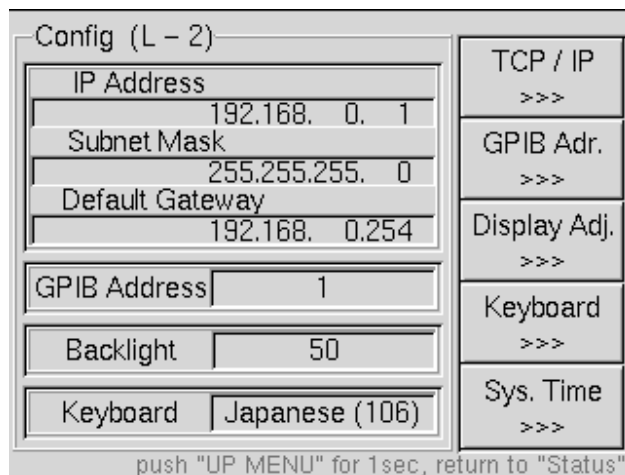 Config (L – 2)
IP Address
192.168. 0. 1
Subnet Mask
255.255.255. 0
Default Gateway
192.168. 0.254
GPIB Address 1
Backlight 50
Keyboard Japanese (106)
TCP / IP
>>>
GPIB Adr.
>>>
Display Adj.
>>>
Keyboard
>>>
Sys. Time
>>>
push "UP MENU" for 1sec, return to "Status"